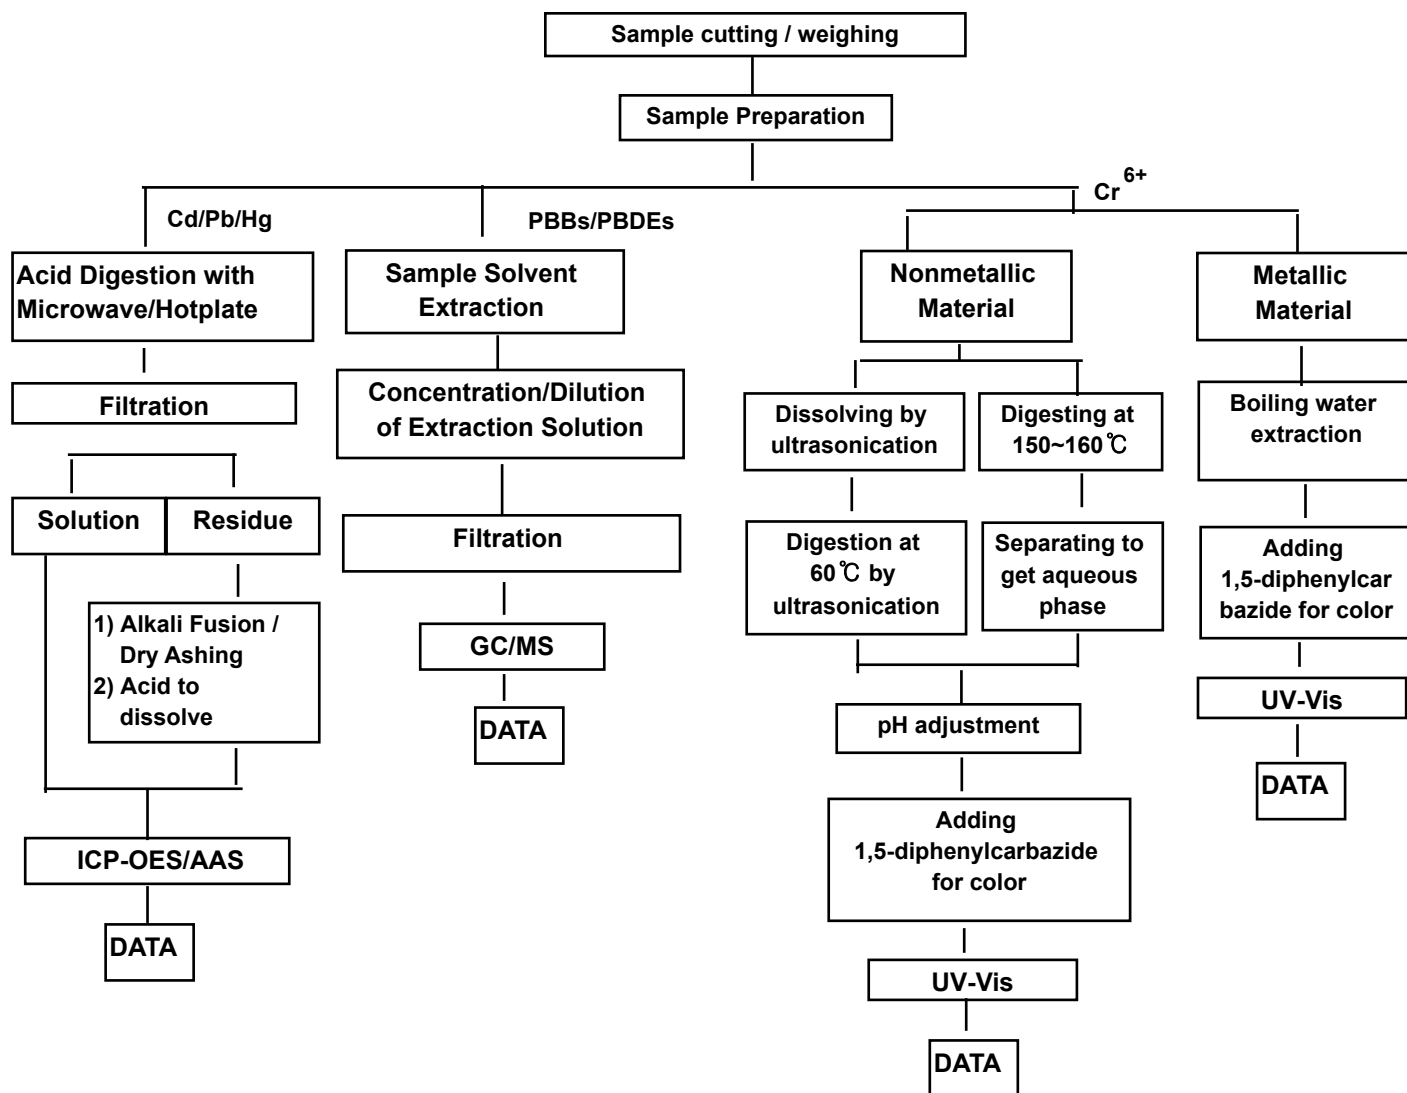 Sample cutting / weighing
Sample Preparation
Cd/Pb/Hg
PBBs/PBDEs
Cr 6+
Acid Digestion with
Microwave/Hotplate
Filtration
Solution
Residue
1) Alkali Fusion /
Dry Ashing
2) Acid to
dissolve
ICP-OES/AAS
DATA
Sample Solvent
Extraction
Concentration/Dilution
of Extraction Solution
Filtration
GC/MS
DATA
Nonmetallic
Material
Dissolving by
ultrasonication
Digestion at
60℃ by
ultrasonication
Digesting at
150~160℃
Separating to
get aqueous
phase
pH adjustment
Adding
1,5-diphenylcarbazide
for color
UV-Vis
DATA
Metallic
Material
Boiling water
extraction
Adding
1,5-diphenylcar
bazide for color
UV-Vis
DATA